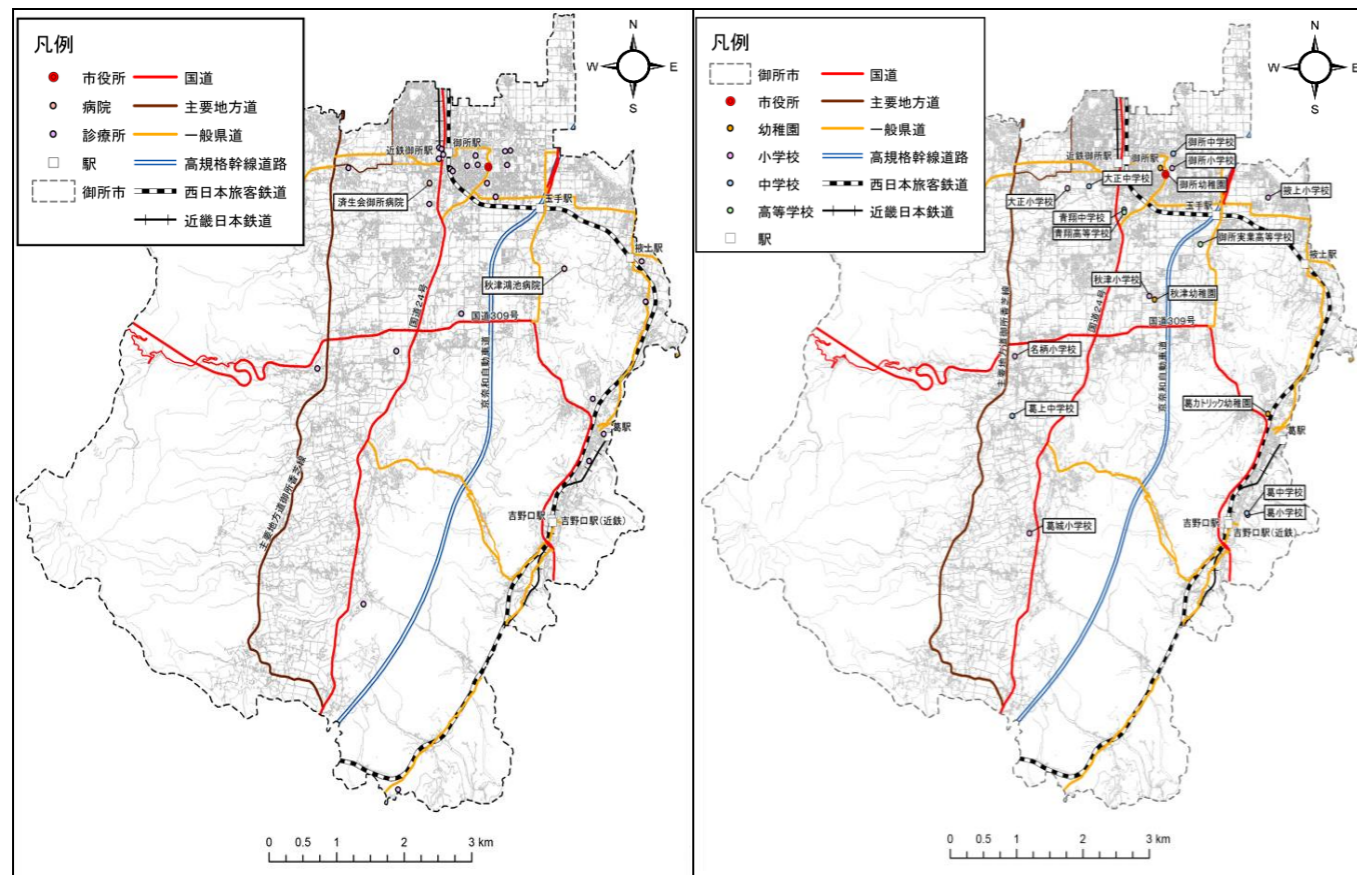 凡例
市役所
国道
病院
主要地方道
診療所
一般県道
駅
高規格幹線道路
御所市
西日本旅客鉄道
近畿日本鉄道
N
W
E
S
近鉄御所駅
御所駅
済生会御所病院
玉手駅
掖上駅
秋津鴻池病院
国道24号
国道309号
京奈和自動車道
主要地方道御所香芝線
葛駅
吉野口駅
吉野口駅(近鉄)
0 0.5 1 2 3 km
凡例
御所市
国道
市役所
主要地方道
幼稚園
一般県道
小学校
高規格幹線道路
中学校
西日本旅客鉄道
高等学校
近畿日本鉄道
駅
N
W
E
S
近鉄御所駅
御所駅
御所中学校
御所小学校
大正中学校
御所幼稚園
大正小学校
掖上小学校
玉手駅
青翔中学校
青翔高等学校
御所実業高等学校
掖上駅
秋津小学校
秋津幼稚園
国道24号
国道309号
主要地方道御所香芝線
京奈和自動車道
名柄小学校
葛上中学校
葛カトリック幼稚園
葛駅
葛中学校
葛小学校
葛城小学校
吉野口駅
吉野口駅(近鉄)
0 0.5 1 2 3 km